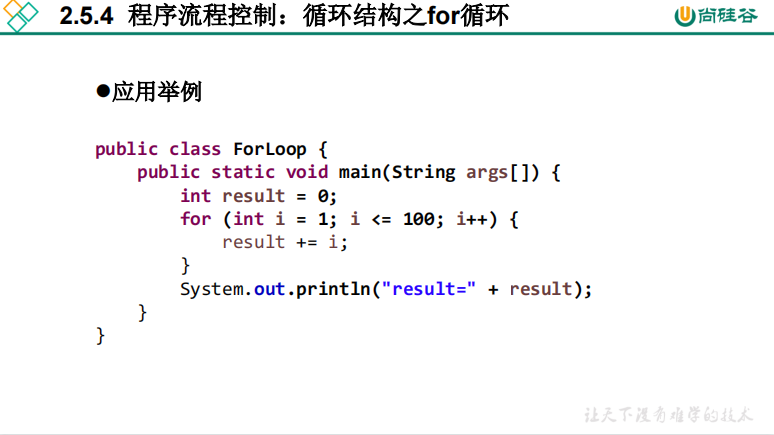 2.5.4 程序流程控制：循环结构之for循环
尚硅谷
●应用举例
public class ForLoop {
    public static void main(String args[]) {
        int result = 0;
        for (int i = 1; i <= 100; i++) {
            result += i;
        }
        System.out.println("result=" + result);
    }
}
让天下没有难学的技术